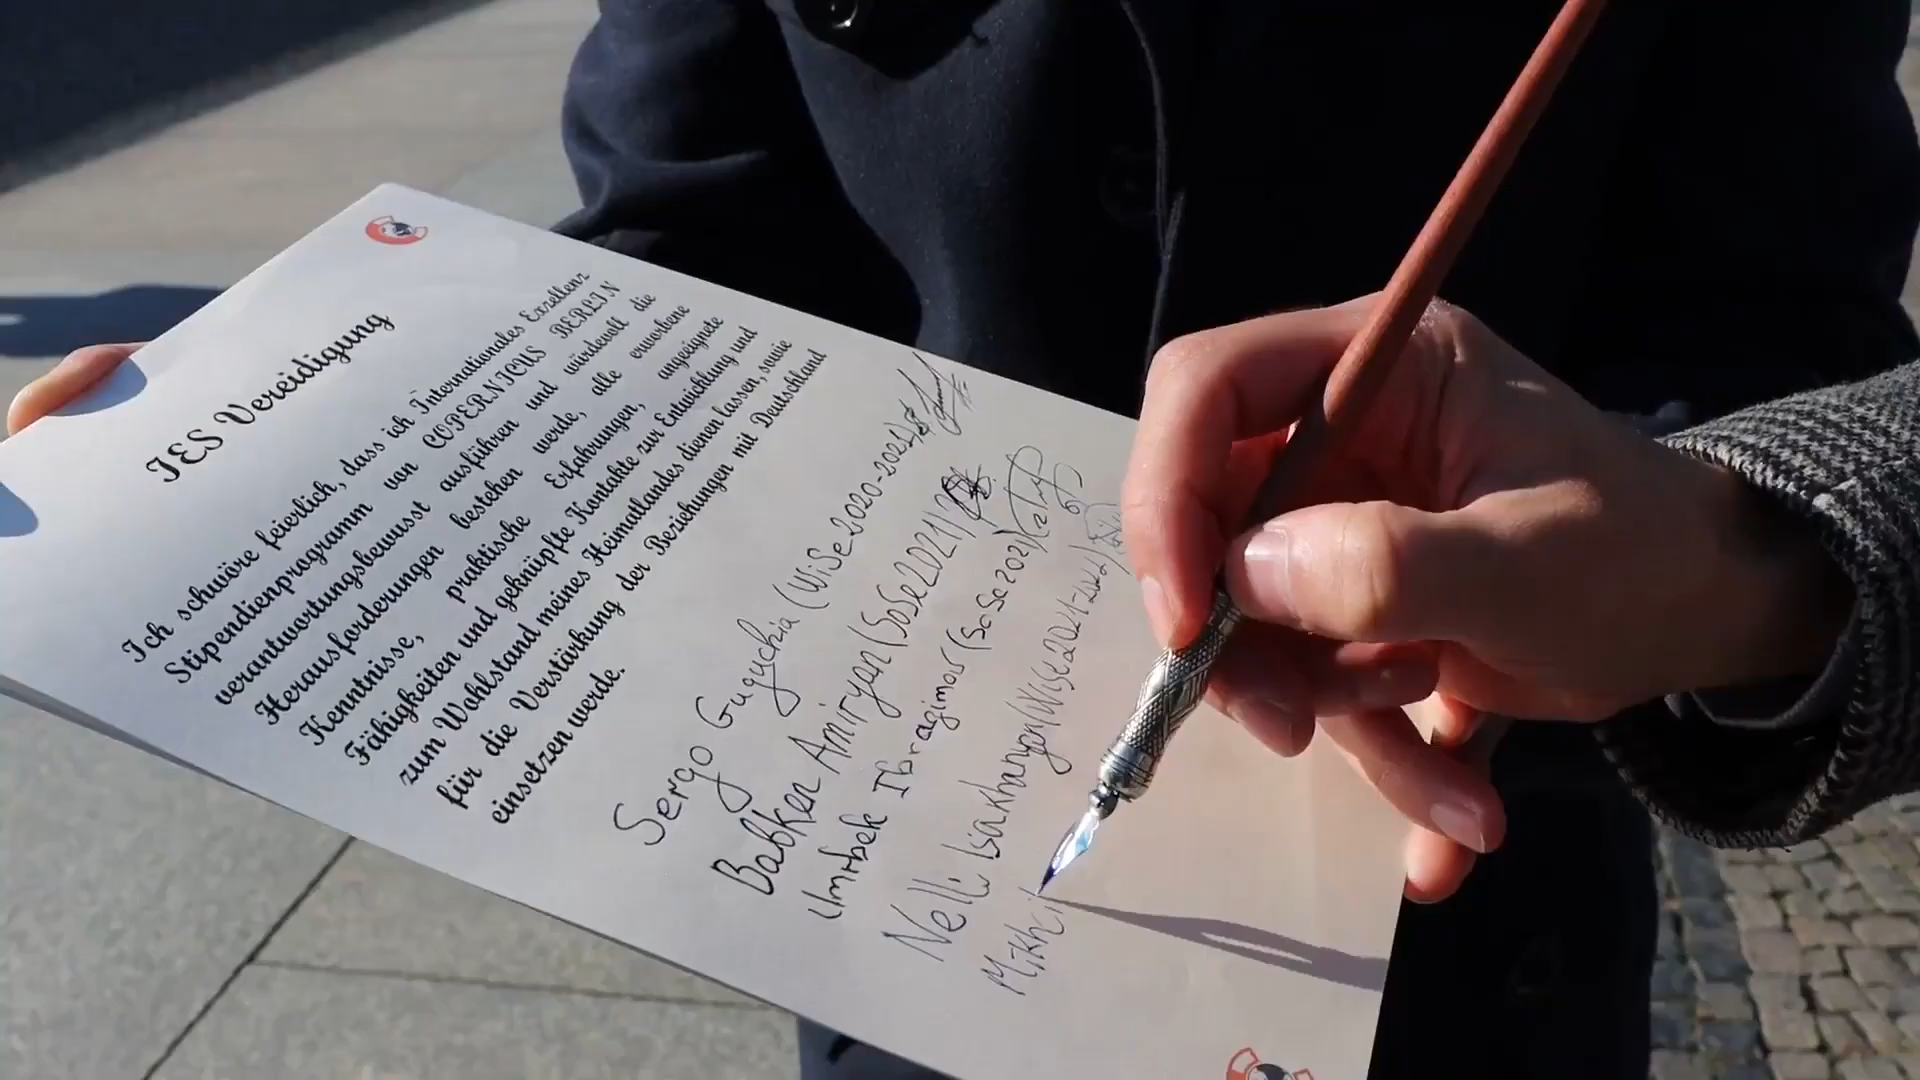 IES Vereidigung
Ich schwöre feierlich, dass ich Internationales Exzellenz
Stipendienprogramm von COPERNICUS BERLIN
verantwortungsbewusst ausführen und würdevoll die
Herausforderungen bestehen werde, alle erworbene
Kenntnisse, praktische Erfahrungen, angeeignete
Fähigkeiten und geknüpfte Kontakte zur Entwicklung und
zum Wohlstand meines Heimatlandes dienen lassen, sowie
für die Verstärkung der Beziehungen mit Deutschland
einsetzen werde.
Sergo Guguchia (WiSe 2020-2021)
Babken Amiryan (SoSe 2021)
Umrbek Ibragimov (SoSe 2021)
Nelli Isakhanyan (WiSe 2021-2022)
Mikhei